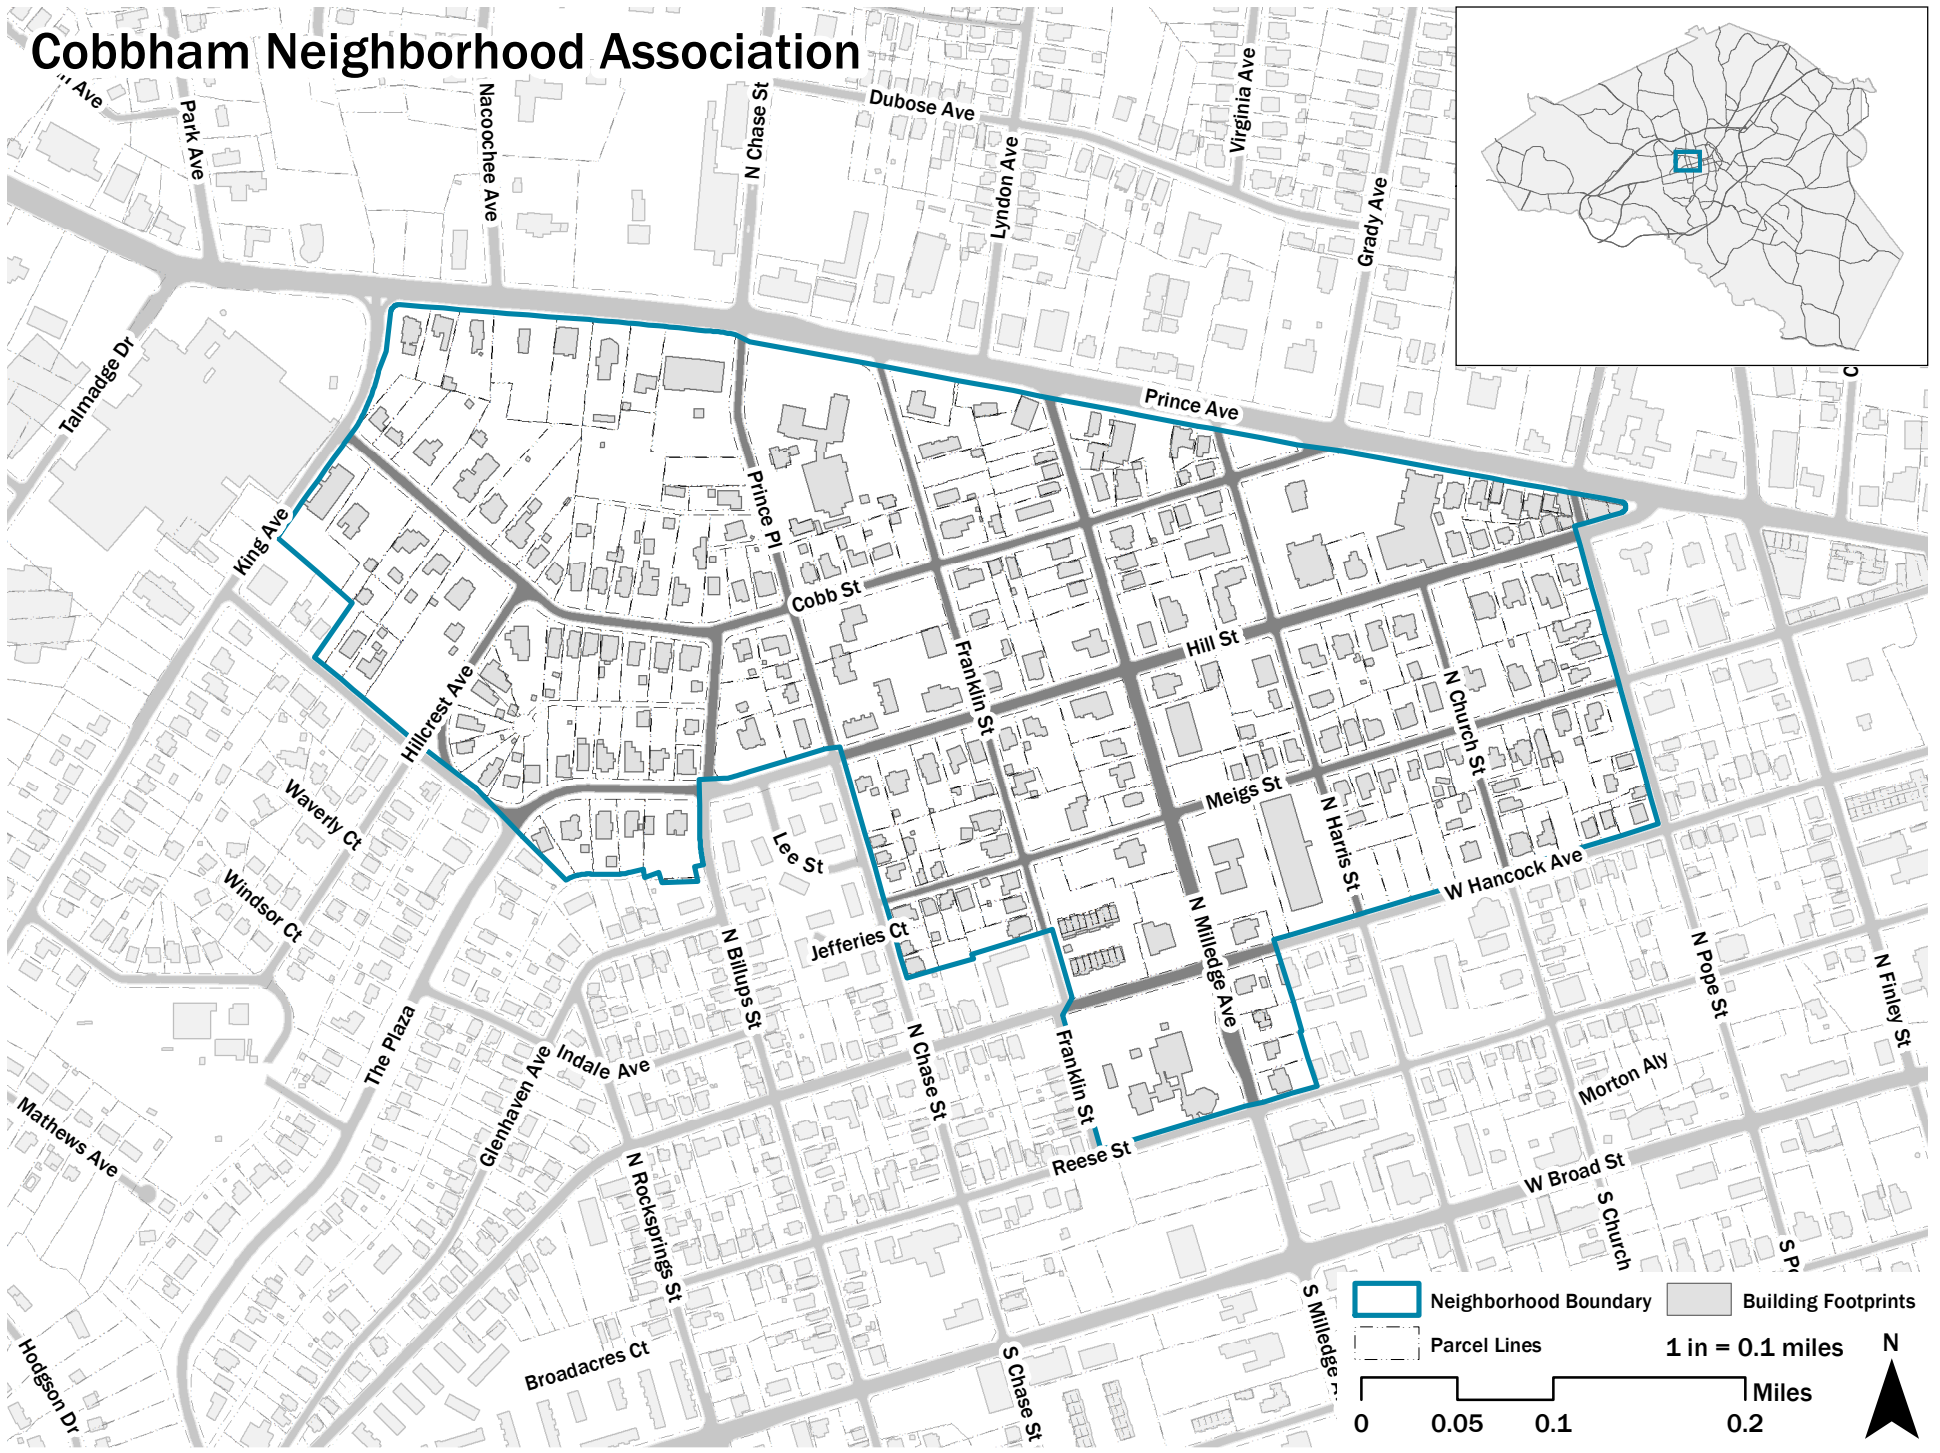 Cobbham Neighborhood Association
Ave
Park Ave
Nacoochee Ave
N Chase St
Dubose Ave
Lyndon Ave
Virginia Ave
Grady Ave
Talmadge Dr
Prince Ave
King Ave
Prince Pl
Cobb St
Hill St
Franklin St
N Church St
Hillcrest Ave
Meigs St
N Harris St
Waverly Ct
Lee St
W Hancock Ave
Windsor Ct
Jefferies Ct
N Milledge Ave
N Billups St
N Pope St
N Finley St
The Plaza
Indale Ave
Glenhaven Ave
N Chase St
Franklin St
Morton Aly
Mathews Ave
Reese St
W Broad St
N Rocksprings St
S Church
S Milledge
Broadacres Ct
S Chase St
Hodgson Dr
Neighborhood Boundary
Building Footprints
Parcel Lines
1 in = 0.1 miles
N
Miles
0 0.05 0.1 0.2